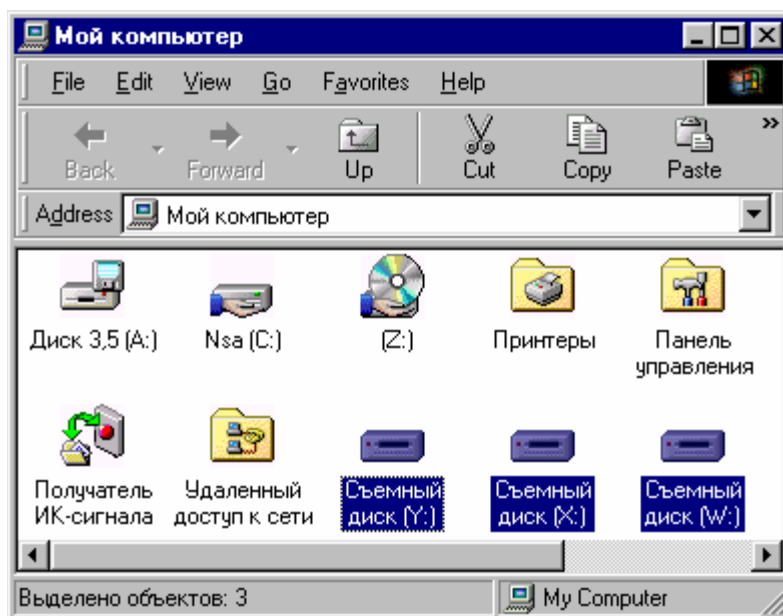 Мой компьютер
File Edit View Go Favorites Help
Back Forward Up Cut Copy Paste »
Address Мой компьютер
Диск 3,5 (A:) Nsa (C:) (Z:) Принтеры Панель
управления
Получатель Удаленный Съемный Съемный Съемный
ИК-сигнала доступ к сети диск (Y:) диск (X:) диск (W:)
Выделено объектов: 3 My Computer